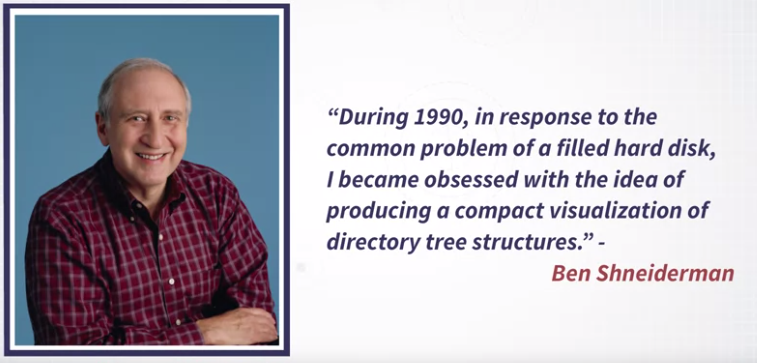 “During 1990, in response to the
common problem of a filled hard disk,
I became obsessed with the idea of
producing a compact visualization of
directory tree structures.” -
Ben Shneiderman